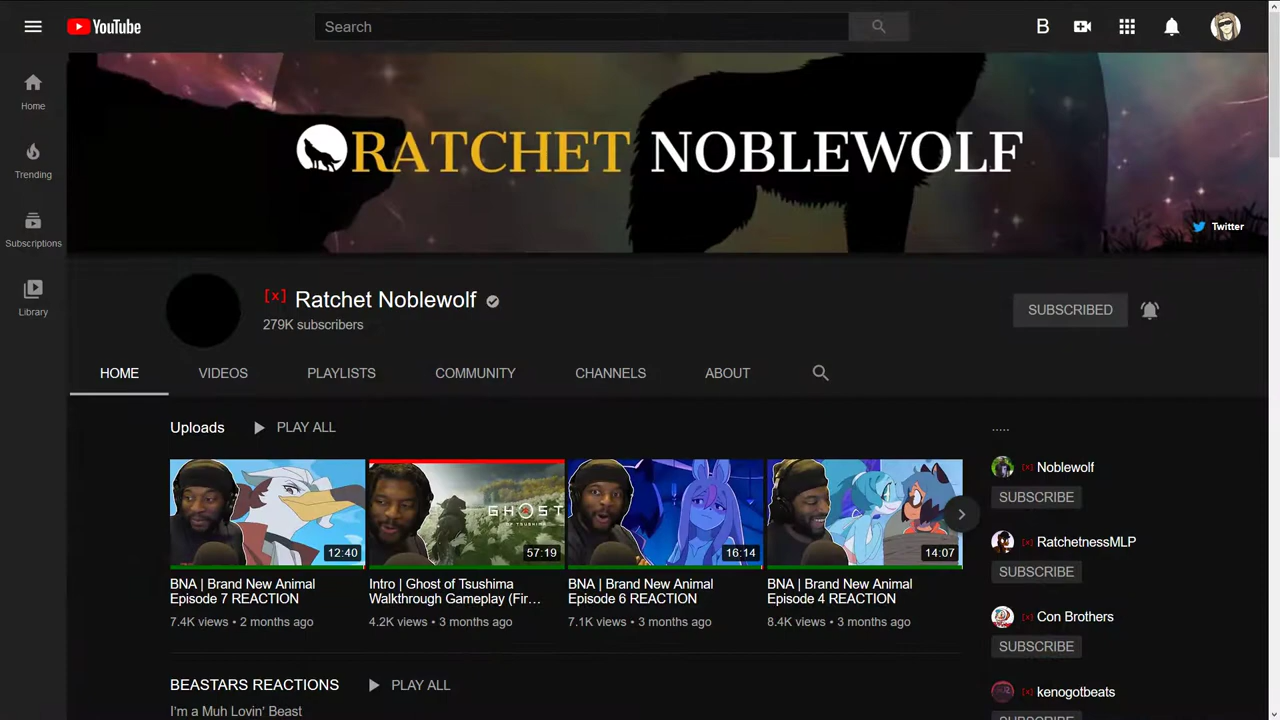 YouTube
Search
B
Home
Trending
Subscriptions
Library
RATCHET NOBLEWOLF
Twitter
[x] Ratchet Noblewolf
279K subscribers
SUBSCRIBED
HOME
VIDEOS
PLAYLISTS
COMMUNITY
CHANNELS
ABOUT
Uploads
PLAY ALL
12:40
BNA | Brand New Animal
Episode 7 REACTION
7.4K views • 2 months ago
GHOST
OF TSUSHIMA
57:19
Intro | Ghost of Tsushima
Walkthrough Gameplay (Fir...
4.2K views • 3 months ago
16:14
BNA | Brand New Animal
Episode 6 REACTION
7.1K views • 3 months ago
14:07
BNA | Brand New Animal
Episode 4 REACTION
8.4K views • 3 months ago
BEASTARS REACTIONS
PLAY ALL
I'm a Muh Lovin' Beast
.....
[x] Noblewolf
SUBSCRIBE
[x] RatchetnessMLP
SUBSCRIBE
[x] Con Brothers
SUBSCRIBE
[x] kenogotbeats
SUBSCRIBE